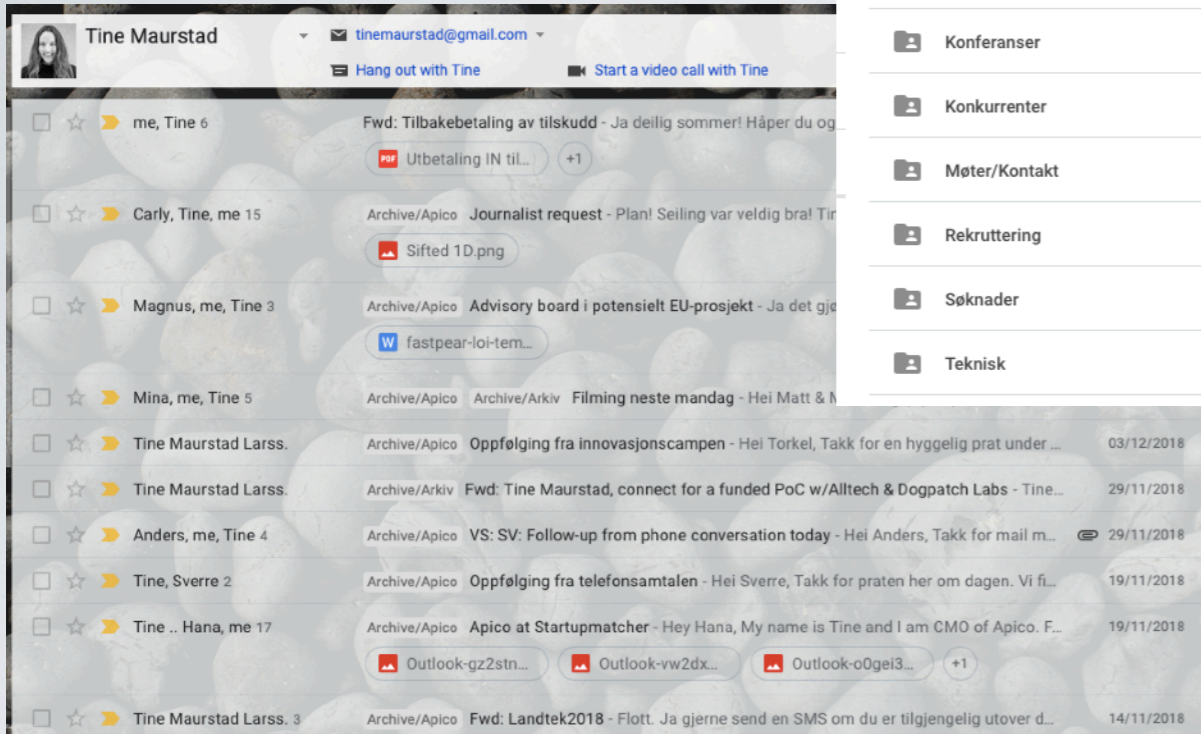 Tine Maurstad
tinemaurstad@gmail.com
Hang out with Tine
Start a video call with Tine
me, Tine 6
Fwd: Tilbakebetaling av tilskudd - Ja deilig sommer! Håper du og
PDF Utbetaling IN til... +1
Carly, Tine, me 15
Archive/Apico Journalist request - Plan! Seiling var veldig bra!
Sifted 1D.png
Magnus, me, Tine 3
Archive/Apico Advisory board i potensielt EU-prosjekt - Ja det
W fastpear-loi-tem...
Mina, me, Tine 5
Archive/Apico Archive/Arkiv Filming neste mandag - Hei Matt &
Tine Maurstad Larss.
Archive/Apico Oppfølging fra innovasjonscampen - Hei Torkel, Takk for en hyggelig prat under ... 03/12/2018
Tine Maurstad Larss.
Archive/Arkiv Fwd: Tine Maurstad, connect for a funded PoC w/Alltech & Dogpatch Labs - Tine... 29/11/2018
Anders, me, Tine 4
Archive/Apico VS: SV: Follow-up from phone conversation today - Hei Anders, Takk for mail m... 29/11/2018
Tine, Sverre 2
Archive/Apico Oppfølging fra telefonsamtalen - Hei Sverre, Takk for praten her om dagen. Vi fi... 19/11/2018
Tine .. Hana, me 17
Archive/Apico Apico at Startupmatcher - Hey Hana, My name is Tine and I am CMO of Apico. F... 19/11/2018
Outlook-gz2stn... Outlook-vw2dx... Outlook-o0gei3... +1
Tine Maurstad Larss. 3
Archive/Apico Fwd: Landtek2018 - Flott. Ja gjerne send en SMS om du er tilgjengelig utover d... 14/11/2018
Konferanser
Konkurrenter
Møter/Kontakt
Rekruttering
Søknader
Teknisk